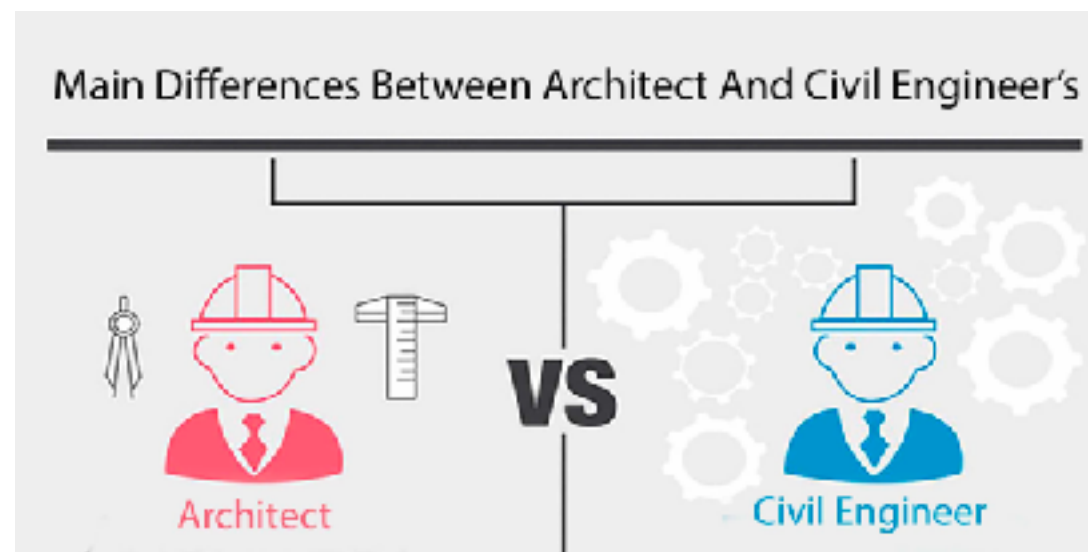 Main Differences Between Architect And Civil Engineer's
VS
Architect
Civil Engineer